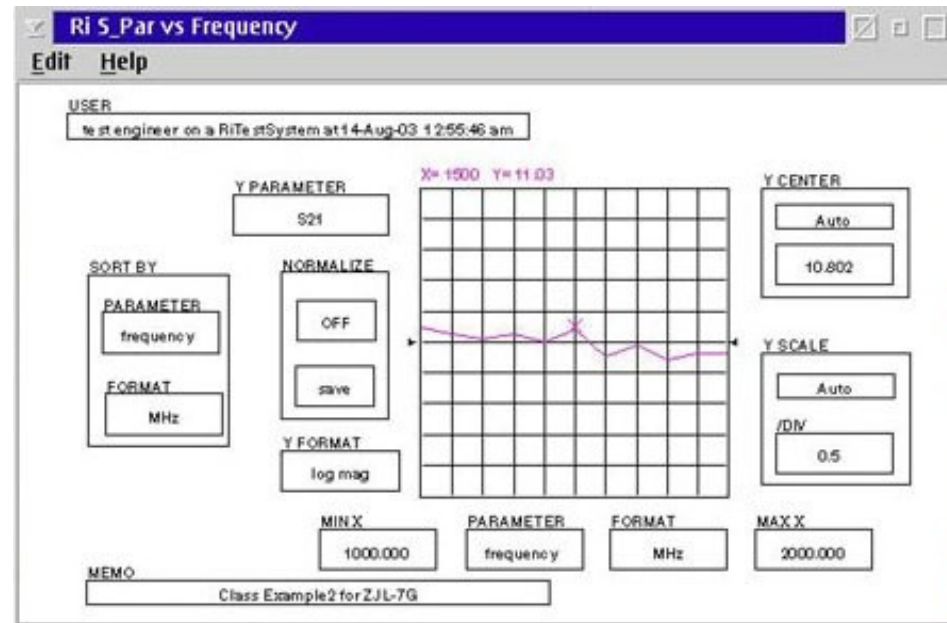 Ri S_Par vs Frequency
Edit Help
USER
test engineer on a RiTestSystem at 14-Aug-03 12:55:46 am
Y PARAMETER
S21
X= 1500 Y= 11.03
Y CENTER
Auto
10.802
SORT BY
PARAMETER
frequency
FORMAT
MHz
NORMALIZE
OFF
save
Y FORMAT
log mag
Y SCALE
Auto
/DIV
0.5
MIN X
1000.000
PARAMETER
frequency
FORMAT
MHz
MAX X
2000.000
MEMO
Class Example2 for ZJL-7G